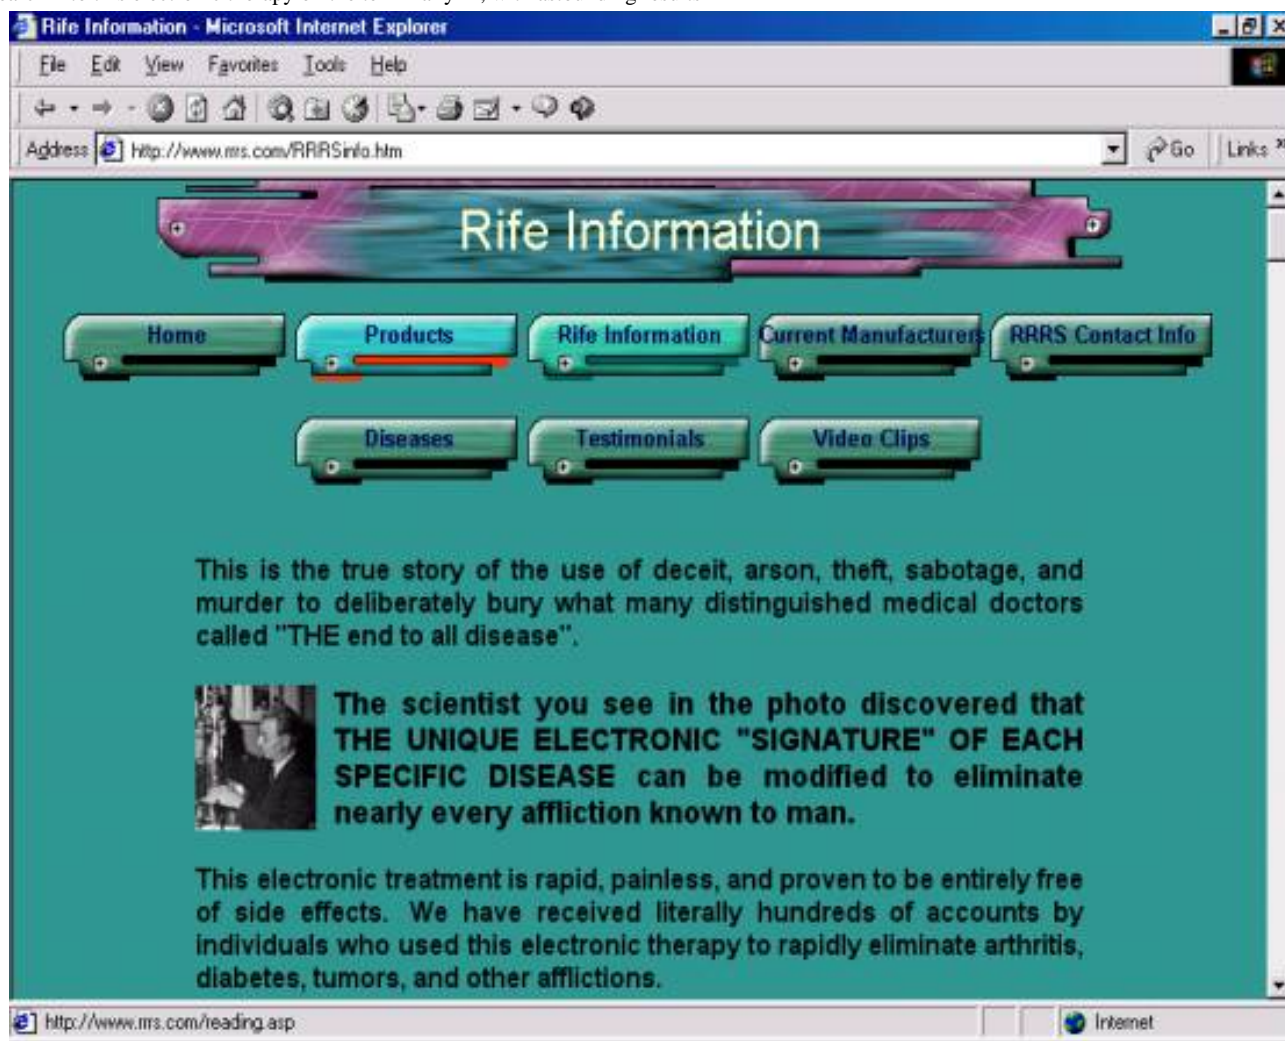 Rife Information - Microsoft Internet Explorer
File Edit View Favorites Tools Help
Address http://www.rrrs.com/RRRSinfo.htm Go Links »
Rife Information
Home Products Rife Information Current Manufacturers RRRS Contact Info
Diseases Testimonials Video Clips
This is the true story of the use of deceit, arson, theft, sabotage, and
murder to deliberately bury what many distinguished medical doctors
called "THE end to all disease".
The scientist you see in the photo discovered that
THE UNIQUE ELECTRONIC "SIGNATURE" OF EACH
SPECIFIC DISEASE can be modified to eliminate
nearly every affliction known to man.
This electronic treatment is rapid, painless, and proven to be entirely free
of side effects. We have received literally hundreds of accounts by
individuals who used this electronic therapy to rapidly eliminate arthritis,
diabetes, tumors, and other afflictions.
http://www.rrrs.com/reading.asp Internet